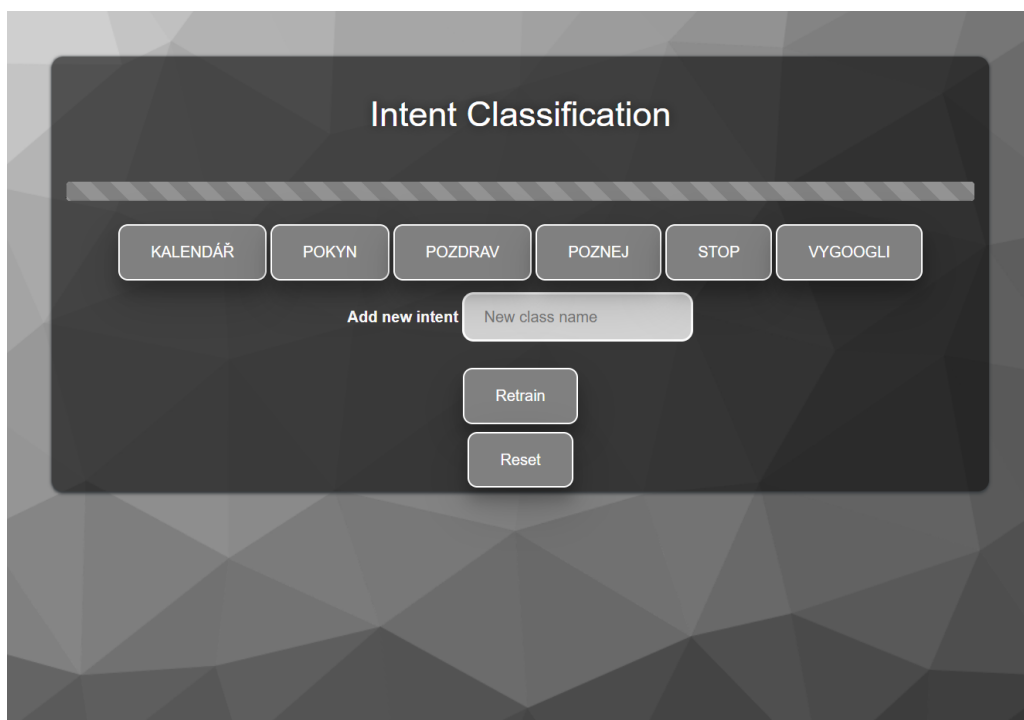 Intent Classification
KALENDÁŘ POKYN POZDRAV POZNEJ STOP VYGOOGLI
Add new intent New class name
Retrain
Reset